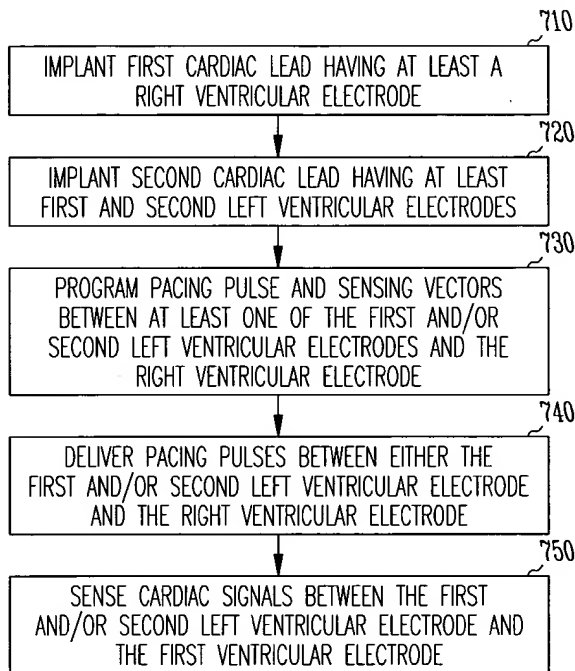 710
IMPLANT FIRST CARDIAC LEAD HAVING AT LEAST A
RIGHT VENTRICULAR ELECTRODE
720
IMPLANT SECOND CARDIAC LEAD HAVING AT LEAST
FIRST AND SECOND LEFT VENTRICULAR ELECTRODES
730
PROGRAM PACING PULSE AND SENSING VECTORS
BETWEEN AT LEAST ONE OF THE FIRST AND/OR
SECOND LEFT VENTRICULAR ELECTRODES AND THE
RIGHT VENTRICULAR ELECTRODE
740
DELIVER PACING PULSES BETWEEN EITHER THE
FIRST AND/OR SECOND LEFT VENTRICULAR ELECTRODE
AND THE RIGHT VENTRICULAR ELECTRODE
750
SENSE CARDIAC SIGNALS BETWEEN THE FIRST
AND/OR SECOND LEFT VENTRICULAR ELECTRODE AND
THE FIRST VENTRICULAR ELECTRODE